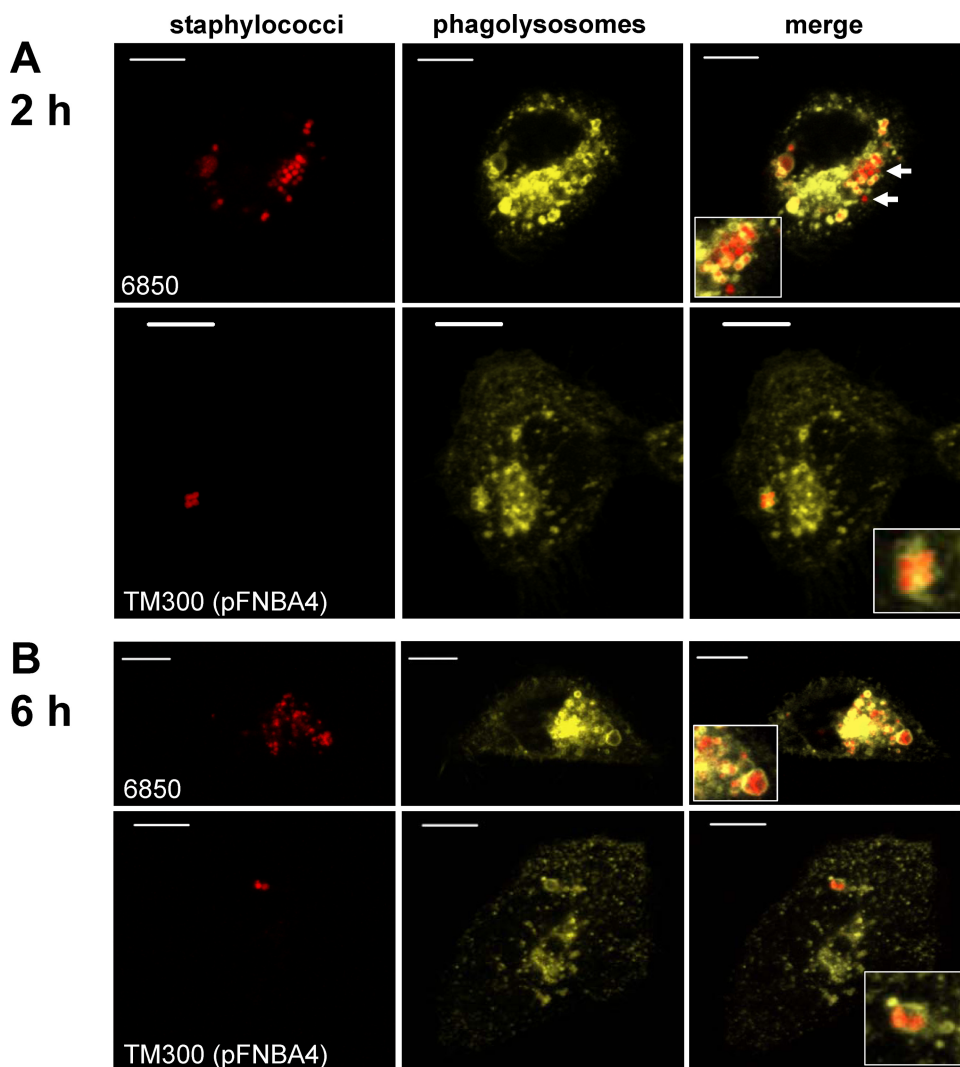 staphylococci phagolysosomes merge
A
2 h
6850
TM300 (pFNBA4)
B
6 h
6850
TM300 (pFNBA4)